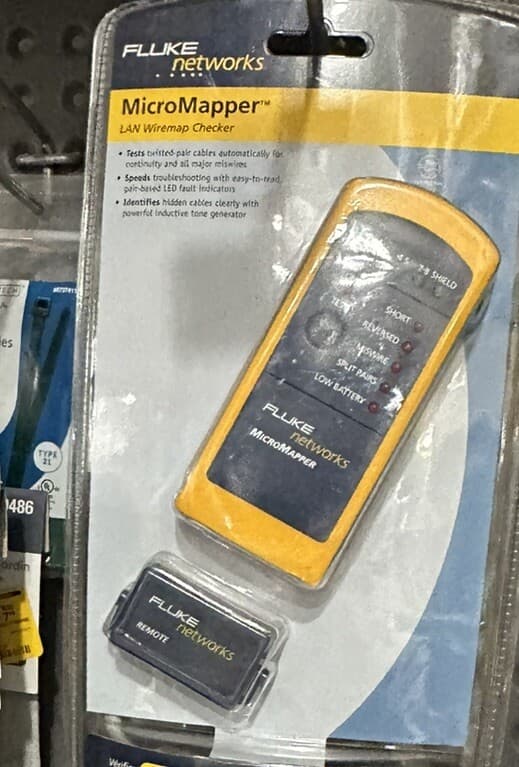 FLUKE
networks
MicroMapper™
LAN Wiremap Checker
• Tests twisted-pair cables automatically for
continuity and all major miswires
• Speeds troubleshooting with easy-to-read,
pair-based LED fault indicators
• Identifies hidden cables clearly with
powerful inductive tone generator
7-8 SHIELD
TEST
SHORT
REVERSED
MISWIRE
SPLIT PAIRS
LOW BATTERY
FLUKE
networks
MICROMAPPER
FLUKE
networks
REMOTE
TYPE
21